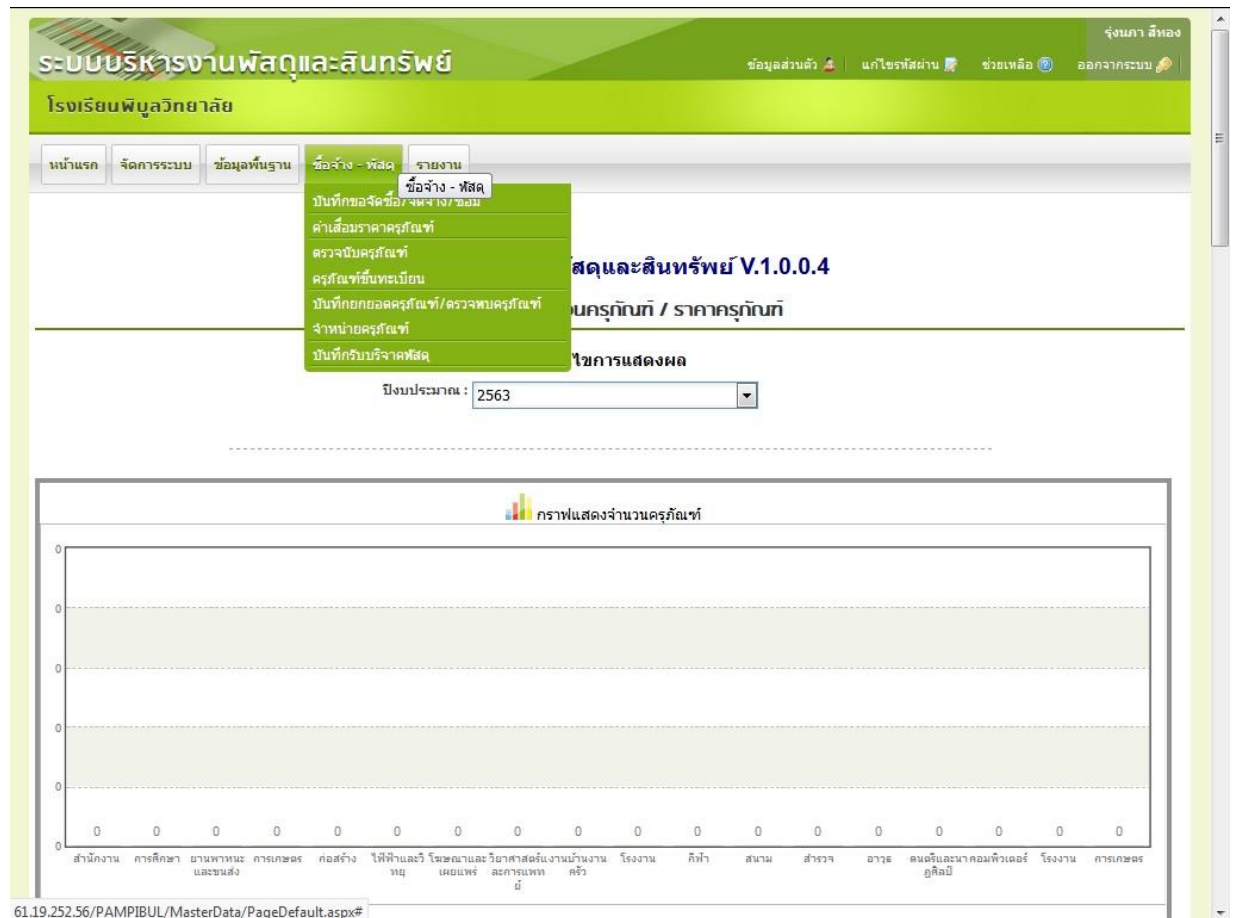 รุ่งนภา สีทอง
ระบบบริหารงานพัสดุและสินทรัพย์
ข้อมูลส่วนตัว แก้ไขรหัสผ่าน ช่วยเหลือ ออกจากระบบ
โรงเรียนพิบูลวิทยาลัย
หน้าแรก จัดการระบบ ข้อมูลพื้นฐาน ซื้อจ้าง - พัสดุ รายงาน
ซื้อจ้าง - พัสดุ
บันทึกขอจัดซื้อ/จัดจ้าง/ซ่อม
ค่าเสื่อมราคาครุภัณฑ์
ตรวจนับครุภัณฑ์
ครุภัณฑ์ขึ้นทะเบียน
บันทึกยกยอดครุภัณฑ์/ตรวจพบครุภัณฑ์
จำหน่ายครุภัณฑ์
บันทึกรับบริจาคพัสดุ
ัสดุและสินทรัพย์ V.1.0.0.4
วนครุภัณฑ์ / ราคาครุภัณฑ์
ไขการแสดงผล
ปีงบประมาณ : 2563
กราฟแสดงจำนวนครุภัณฑ์
0
0
0
0
0
0
0 0 0 0 0 0 0 0 0 0 0 0 0 0 0 0 0 0
สำนักงาน การศึกษา ยานพาหนะและขนส่ง การเกษตร ก่อสร้าง ไฟฟ้าและวิทยุ โฆษณาและเผยแพร่ วิทยาศาสตร์และการแพทย์ งานบ้านงานครัว โรงงาน กีฬา สนาม สำรวจ อาวุธ ดนตรีและนาฏศิลป์ คอมพิวเตอร์ โรงงาน การเกษตร
61.19.252.56/PAMPIBUL/MasterData/PageDefault.aspx#